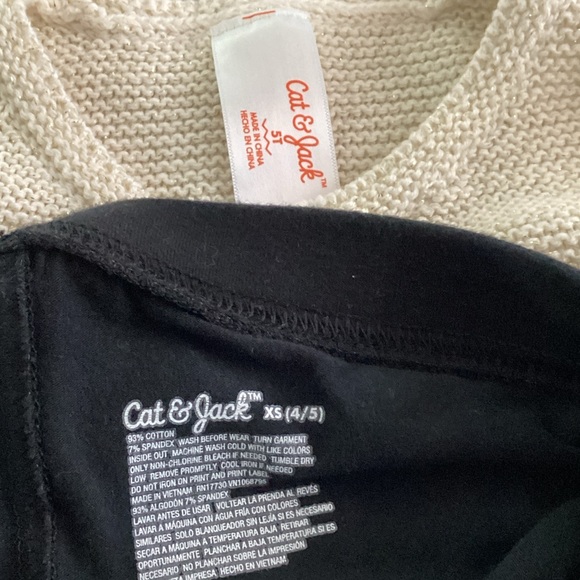 Cat & Jack™
5T
MADE IN CHINA
HECHO EN CHINA
Cat & Jack™ XS (4/5)
93% COTTON
7% SPANDEX WASH BEFORE WEAR TURN GARMENT
INSIDE OUT MACHINE WASH COLD WITH LIKE COLORS
ONLY NON-CHLORINE BLEACH IF NEEDED TUMBLE DRY
LOW REMOVE PROMPTLY COOL IRON IF NEEDED
DO NOT IRON ON PRINT AND PRINT LABEL
MADE IN VIETNAM RN17730 VN1068796
93% ALGODÓN 7% SPANDEX
LAVAR ANTES DE USAR VOLTEAR LA PRENDA AL REVÉS
LAVAR A MÁQUINA CON AGUA FRÍA CON COLORES
SIMILARES SOLO BLANQUEADOR SIN LEJÍA SI ES NECESARIO
SECAR A MÁQUINA A TEMPERATURA BAJA RETIRAR
OPORTUNAMENTE PLANCHAR A BAJA TEMPERATURA SI ES
NECESARIO NO PLANCHAR SOBRE LA IMPRESIÓN
IMPRESA HECHO EN VIETNAM.